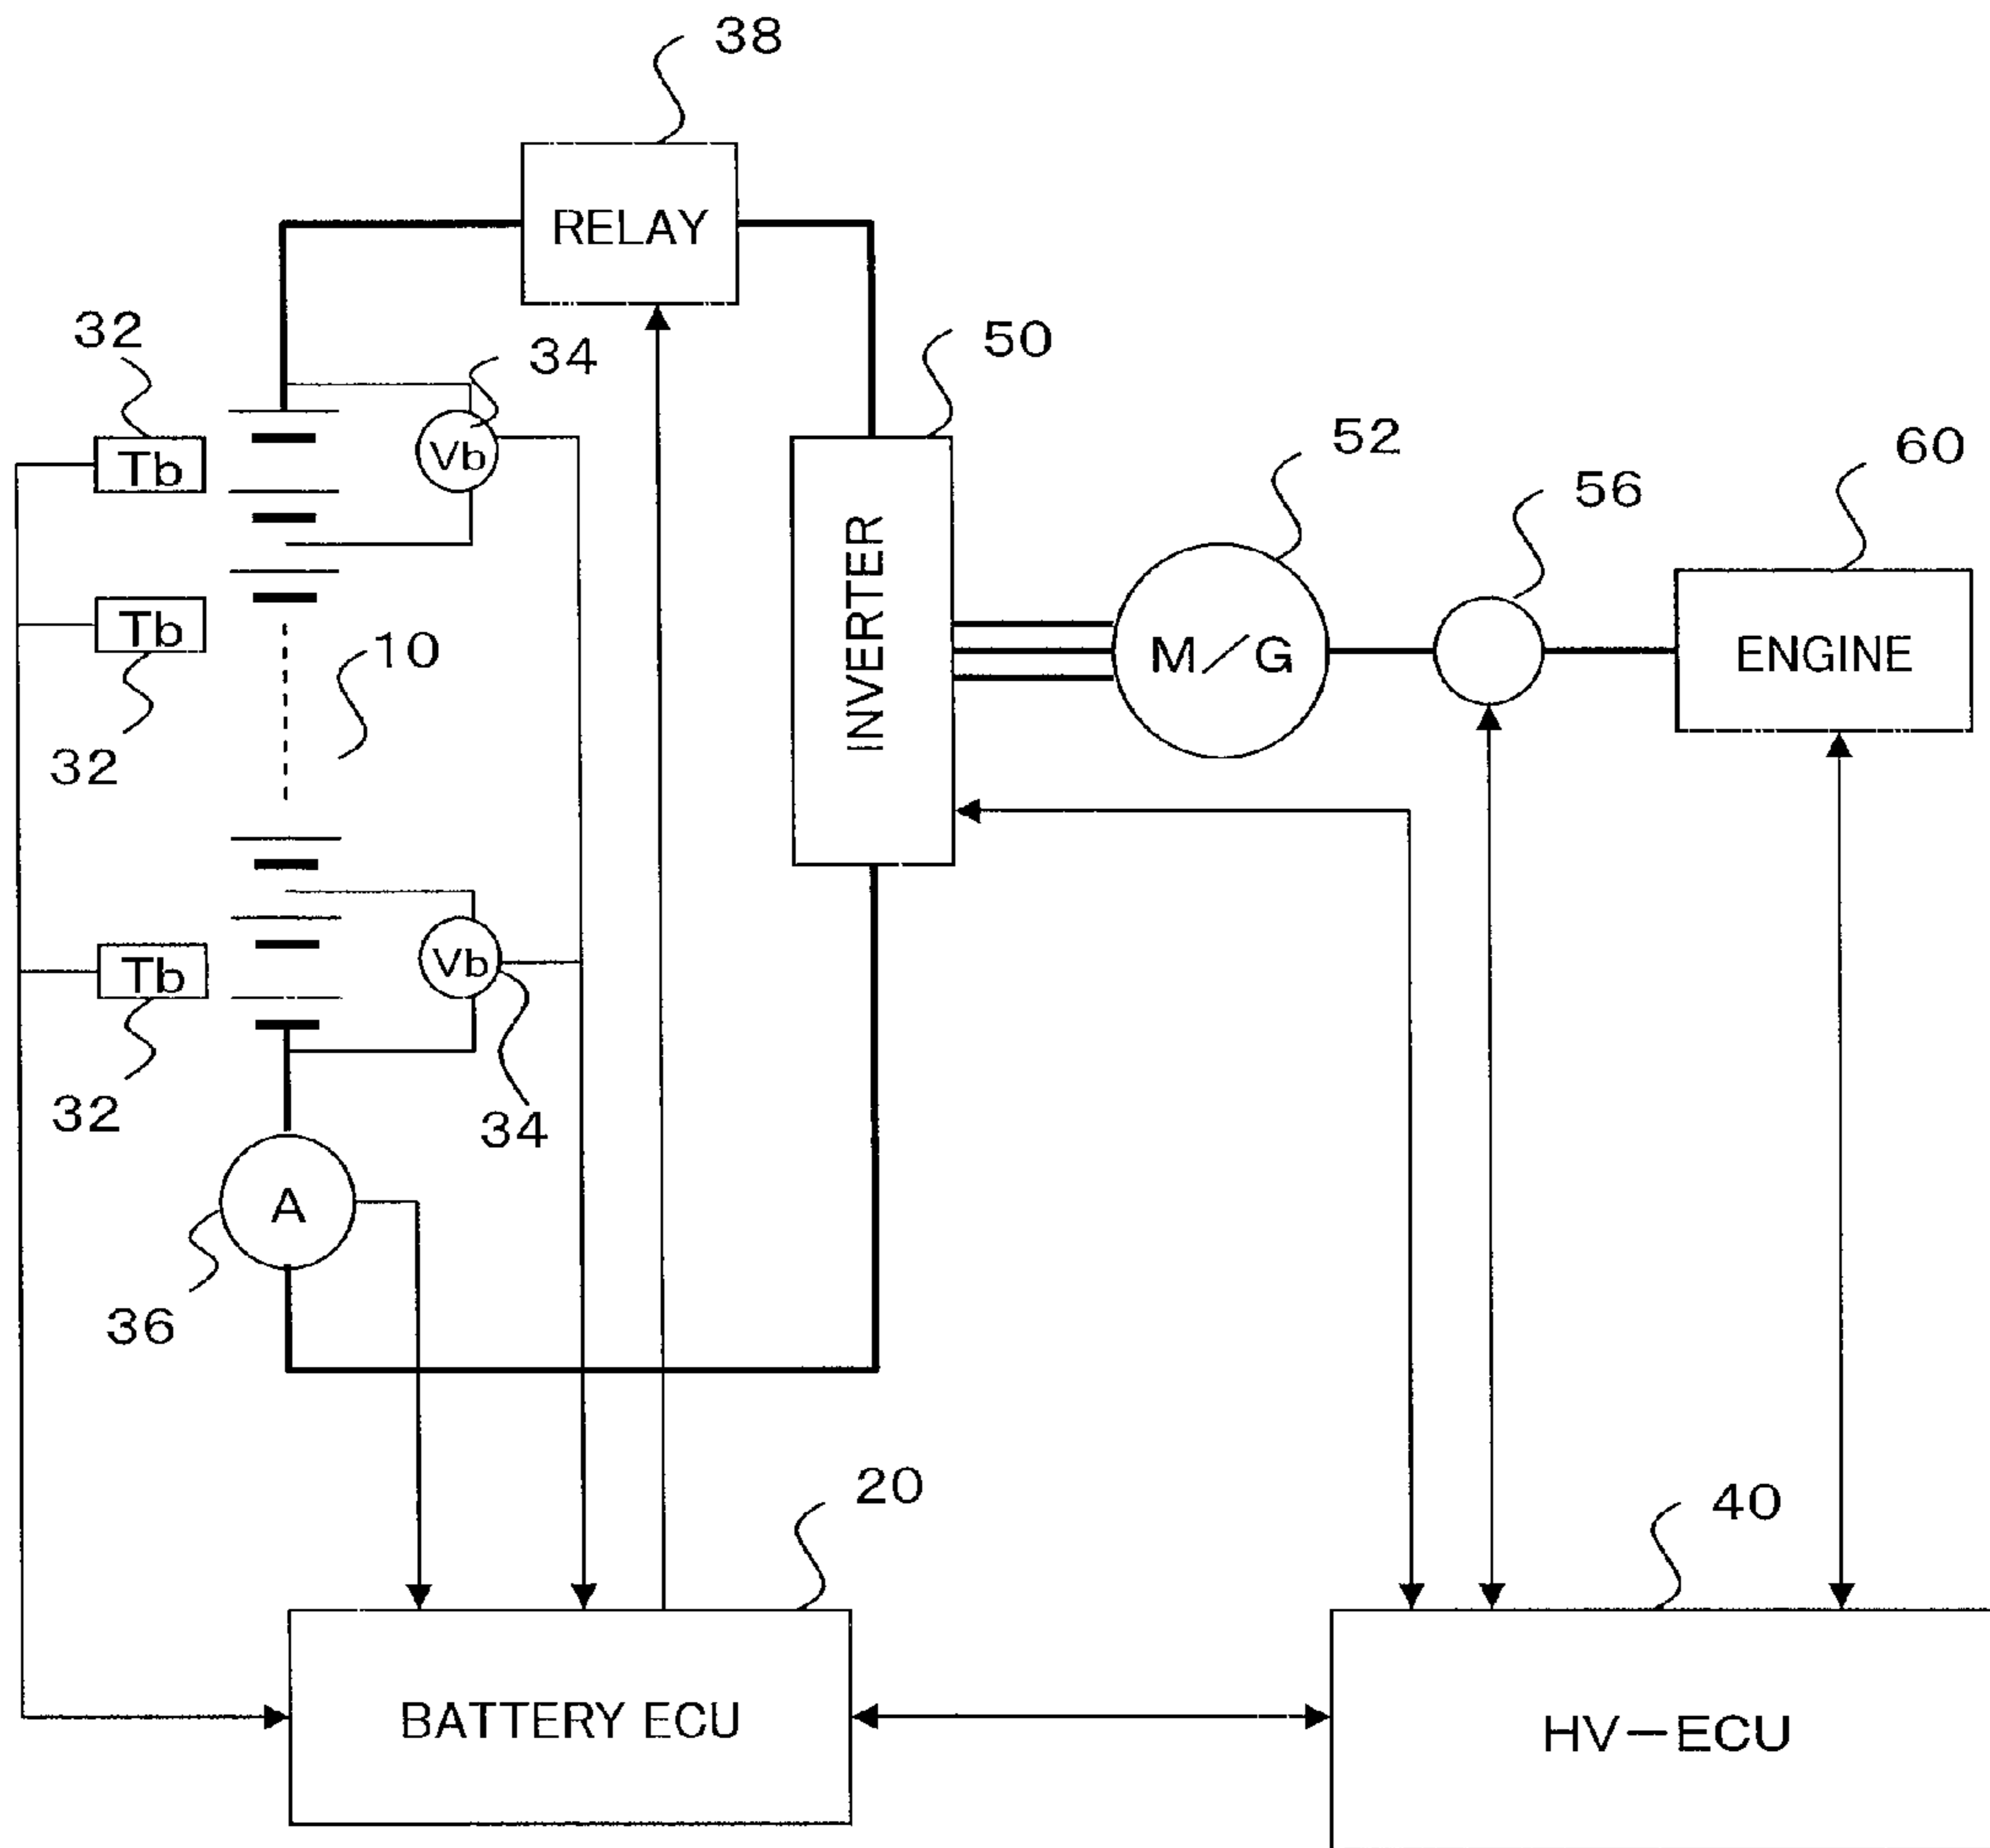 38
RELAY
32
34
50
Vb
Tb
52
56
60
INVERTER
Tb
10
M/G
ENGINE
32
Vb
Tb
32
34
A
36
20
40
BATTERY ECU
HV-ECU